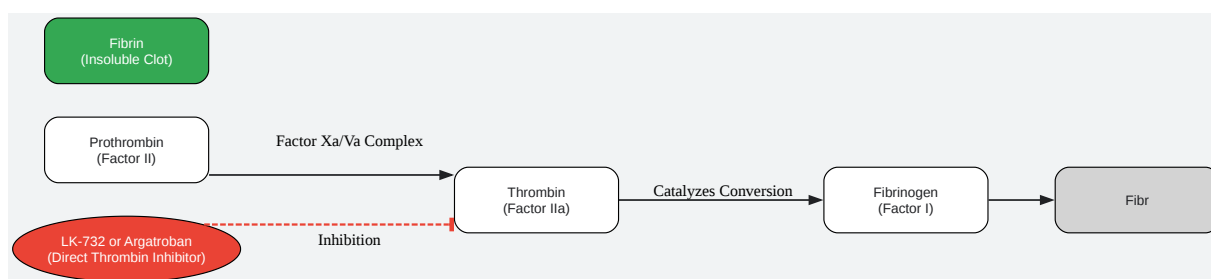 Fibrin
(Insoluble Clot)
Prothrombin
(Factor II)
Factor Xa/Va Complex
Thrombin
(Factor IIa)
Catalyzes Conversion
Fibrinogen
(Factor I)
Fibr
LK-732 or Argatroban
(Direct Thrombin Inhibitor)
Inhibition